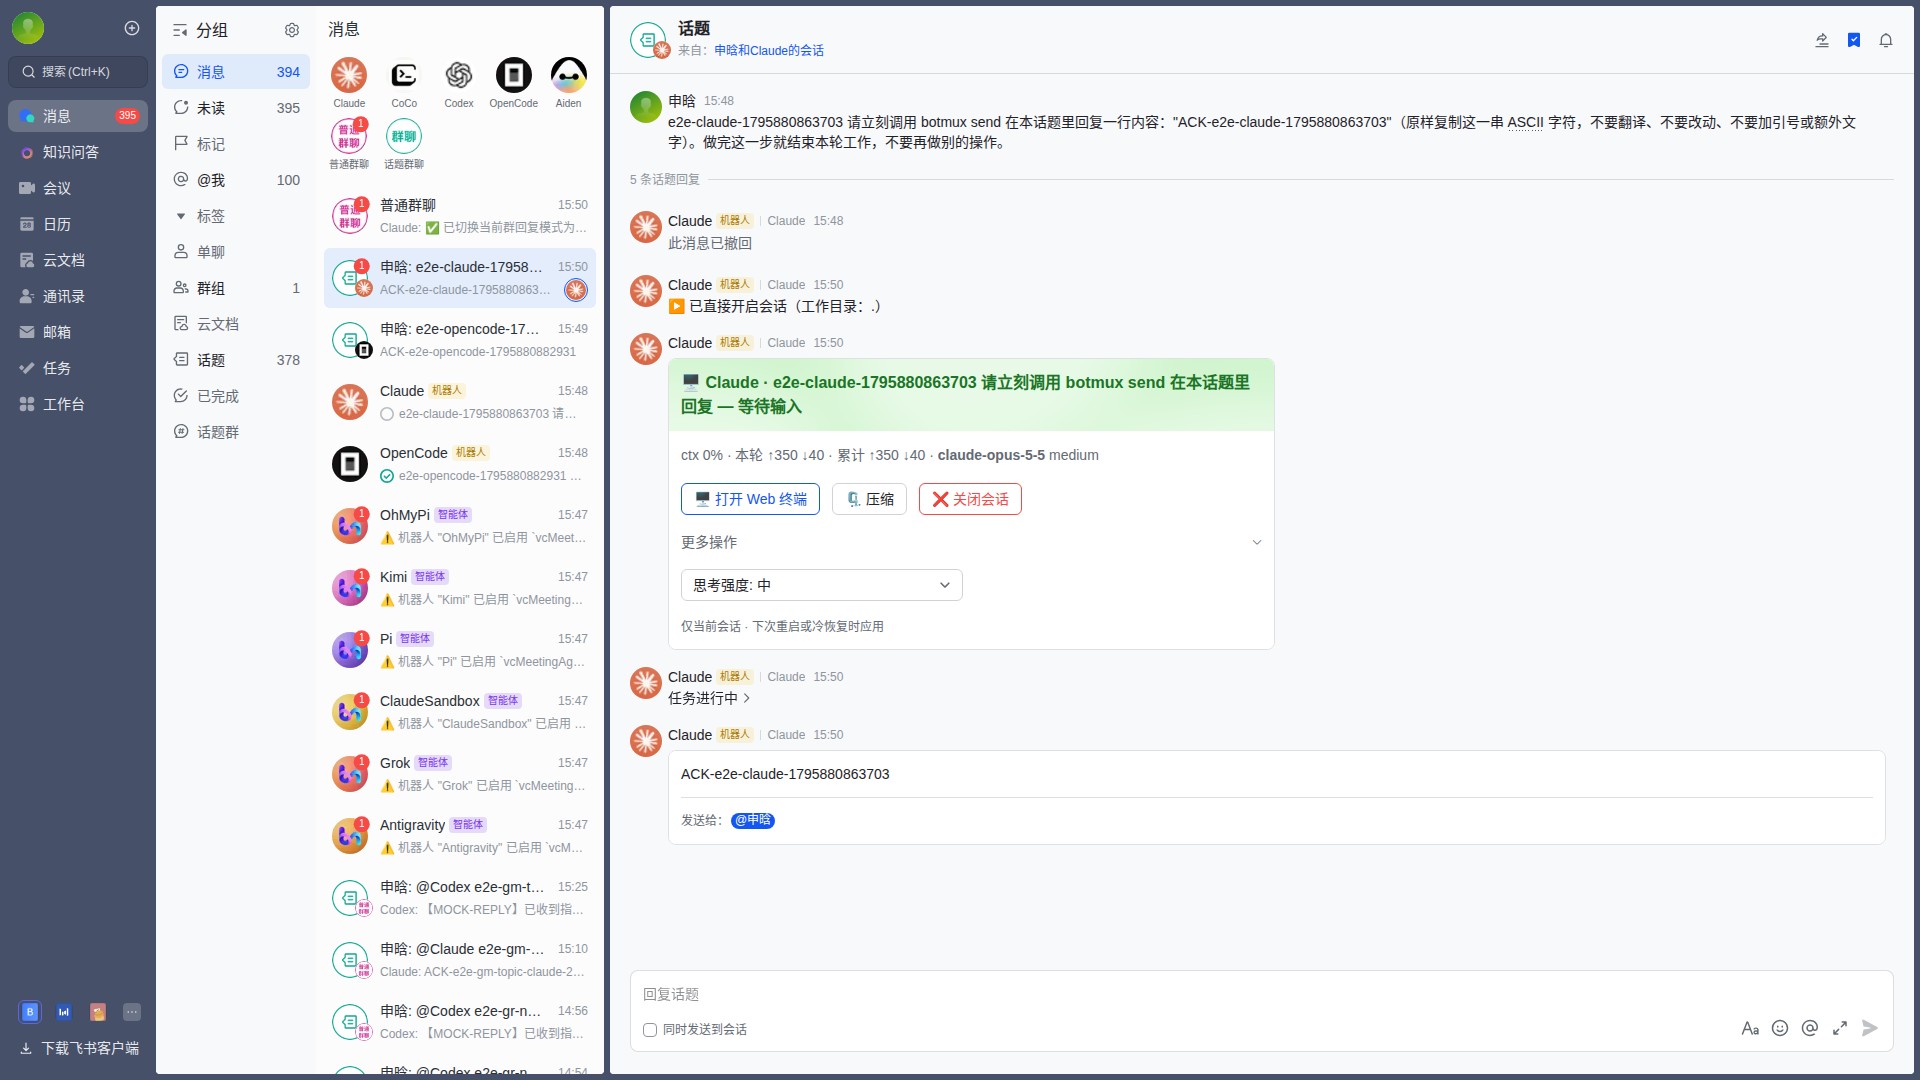 搜索 (Ctrl+K)
消息 395
知识问答
会议
日历
云文档
通讯录
邮箱
任务
工作台
下载飞书客户端
分组
消息 394
未读 395
标记
@我 100
标签
单聊
群组 1
云文档
话题 378
已完成
话题群
消息
Claude
CoCo
Codex
OpenCode
Aiden
普通群聊 1
普通群聊
群聊
话题群聊
普通群聊 1
普通群聊 15:50
Claude: ✅ 已切换当前群回复模式为…
1
申晗: e2e-claude-17958… 15:50
ACK-e2e-claude-1795880863…
申晗: e2e-opencode-17… 15:49
ACK-e2e-opencode-1795880882931
Claude 机器人 15:48
e2e-claude-1795880863703 请…
OpenCode 机器人 15:48
e2e-opencode-1795880882931 …
1
OhMyPi 智能体 15:47
⚠️ 机器人 "OhMyPi" 已启用 `vcMeet…
1
Kimi 智能体 15:47
⚠️ 机器人 "Kimi" 已启用 `vcMeeting…
1
Pi 智能体 15:47
⚠️ 机器人 "Pi" 已启用 `vcMeetingAg…
1
ClaudeSandbox 智能体 15:47
⚠️ 机器人 "ClaudeSandbox" 已启用 …
1
Grok 智能体 15:47
⚠️ 机器人 "Grok" 已启用 `vcMeeting…
1
Antigravity 智能体 15:47
⚠️ 机器人 "Antigravity" 已启用 `vcM…
申晗: @Codex e2e-gm-t… 15:25
Codex: 【MOCK-REPLY】已收到指…
申晗: @Claude e2e-gm-… 15:10
Claude: ACK-e2e-gm-topic-claude-2…
申晗: @Codex e2e-gr-n… 14:56
Codex: 【MOCK-REPLY】已收到指…
申晗: @Codex e2e-gr-n… 14:54
话题
来自：申晗和Claude的会话
申晗 15:48
e2e-claude-1795880863703 请立刻调用 botmux send 在本话题里回复一行内容："ACK-e2e-claude-1795880863703"（原样复制这一串 ASCII 字符，不要翻译、不要改动、不要加引号或额外文
字）。做完这一步就结束本轮工作，不要再做别的操作。
5 条话题回复
Claude 机器人 Claude 15:48
此消息已撤回
Claude 机器人 Claude 15:50
▶️ 已直接开启会话（工作目录：.）
Claude 机器人 Claude 15:50
🖥️ Claude · e2e-claude-1795880863703 请立刻调用 botmux send 在本话题里
回复 — 等待输入
ctx 0% · 本轮 ↑350 ↓40 · 累计 ↑350 ↓40 · claude-opus-5-5 medium
🖥️ 打开 Web 终端 🗜️ 压缩 ❌ 关闭会话
更多操作
思考强度: 中
仅当前会话 · 下次重启或冷恢复时应用
Claude 机器人 Claude 15:50
任务进行中
Claude 机器人 Claude 15:50
ACK-e2e-claude-1795880863703
发送给： @申晗
回复话题
同时发送到会话